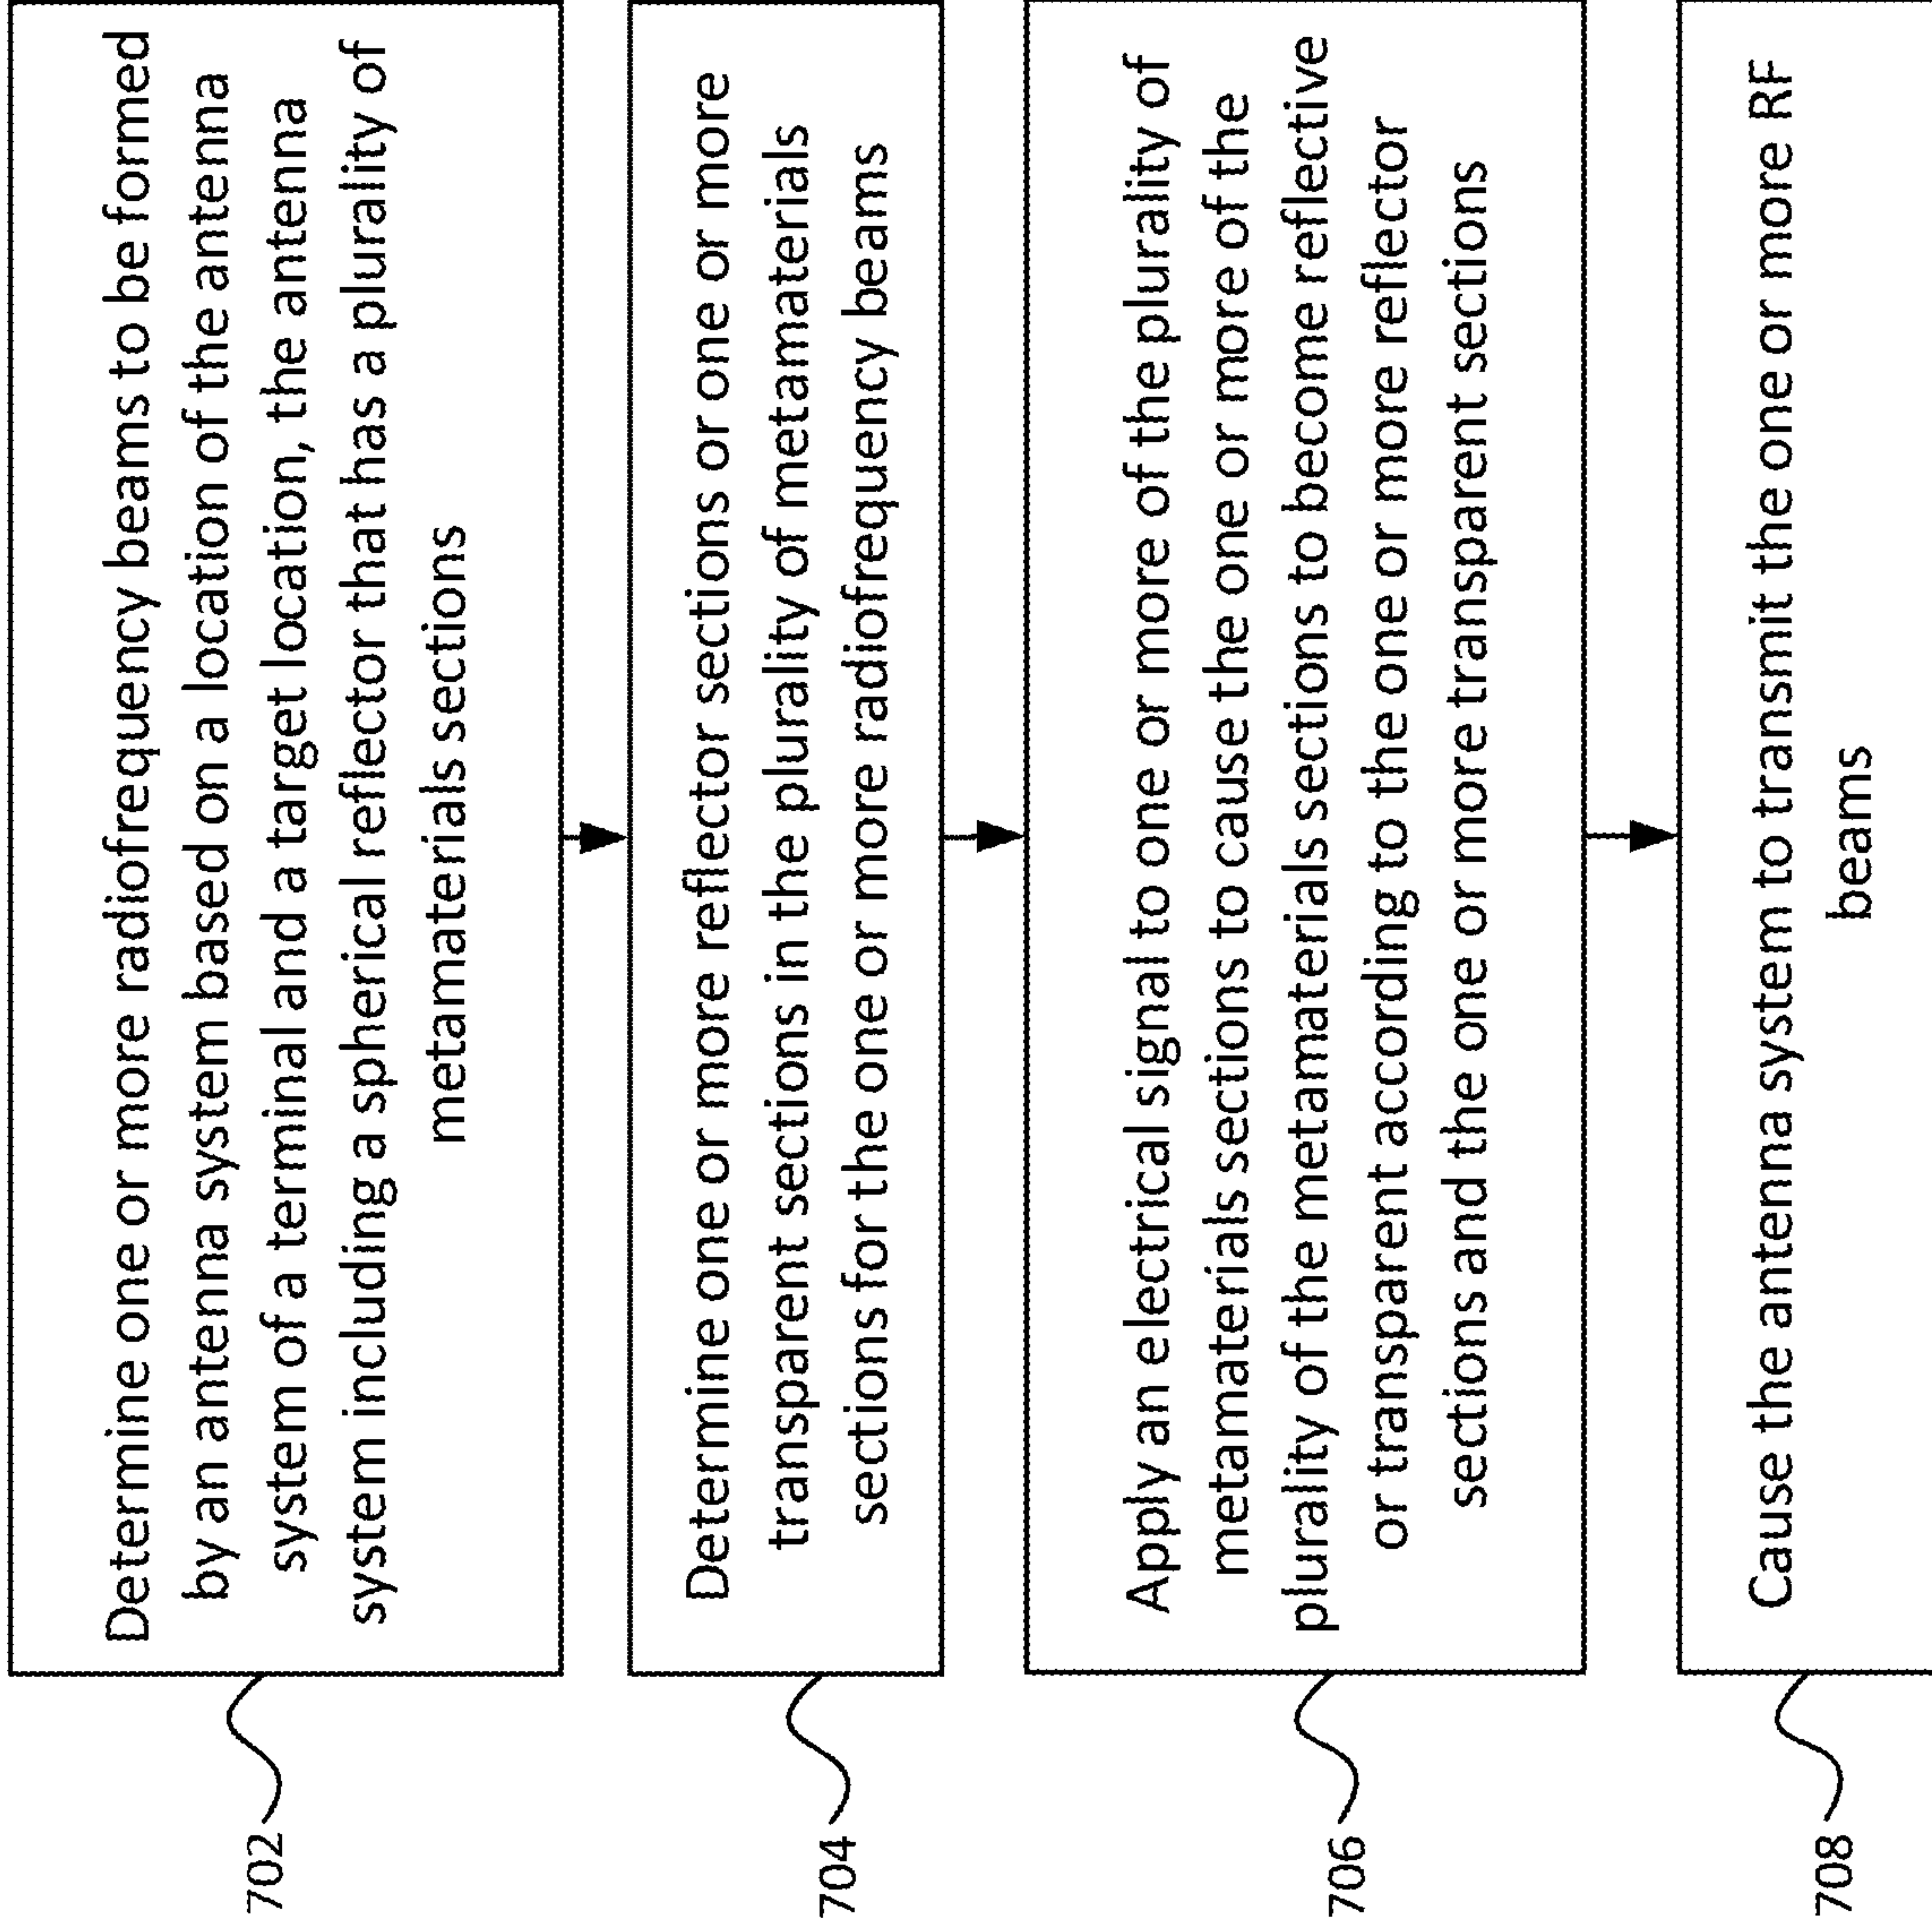 702
Determine one or more radiofrequency beams to be formed
by an antenna system based on a location of the antenna
system of a terminal and a target location, the antenna
system including a spherical reflector that has a plurality of
metamaterials sections
704
Determine one or more reflector sections or one or more
transparent sections in the plurality of metamaterials
sections for the one or more radiofrequency beams
706
Apply an electrical signal to one or more of the plurality of
metamaterials sections to cause the one or more of the
plurality of the metamaterials sections to become reflective
or transparent according to the one or more reflector
sections and the one or more transparent sections
708
Cause the antenna system to transmit the one or more RF
beams